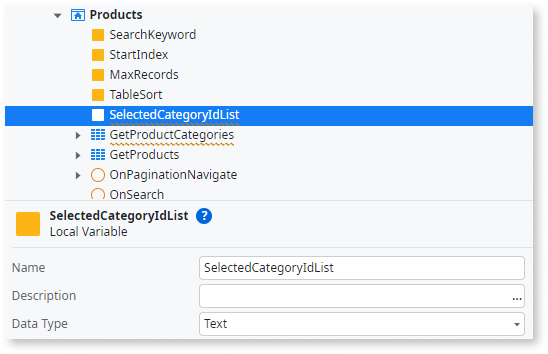 Products
SearchKeyword
StartIndex
MaxRecords
TableSort
SelectedCategoryIdList
GetProductCategories
GetProducts
OnPaginationNavigate
OnSearch
SelectedCategoryIdList ?
Local Variable
Name SelectedCategoryIdList
Description ...
Data Type Text